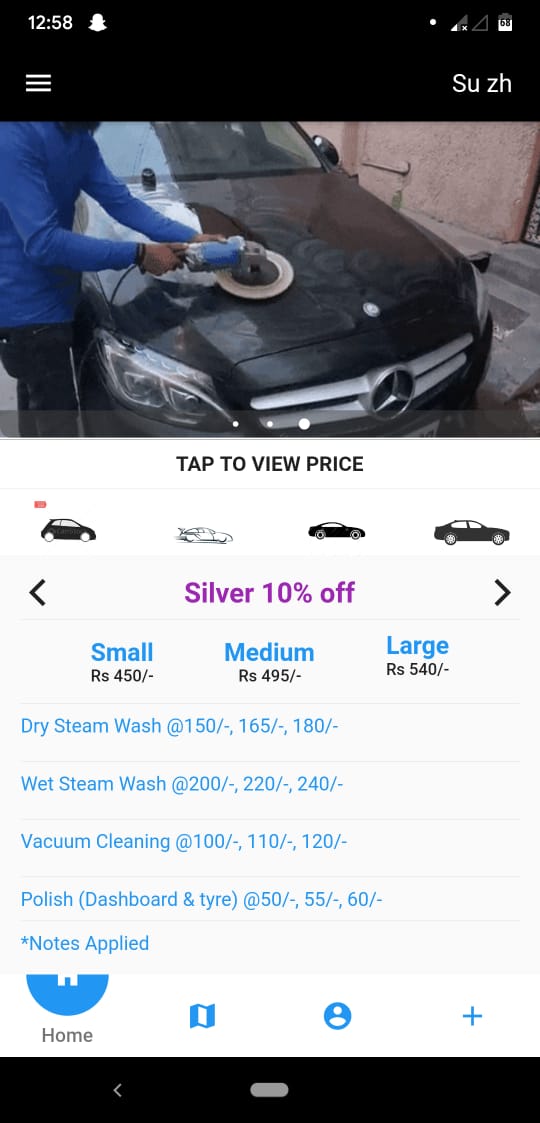 12:58
68
Su zh
TAP TO VIEW PRICE
Silver 10% off
Small
Rs 450/-
Medium
Rs 495/-
Large
Rs 540/-
Dry Steam Wash @150/-, 165/-, 180/-
Wet Steam Wash @200/-, 220/-, 240/-
Vacuum Cleaning @100/-, 110/-, 120/-
Polish (Dashboard & tyre) @50/-, 55/-, 60/-
*Notes Applied
Home